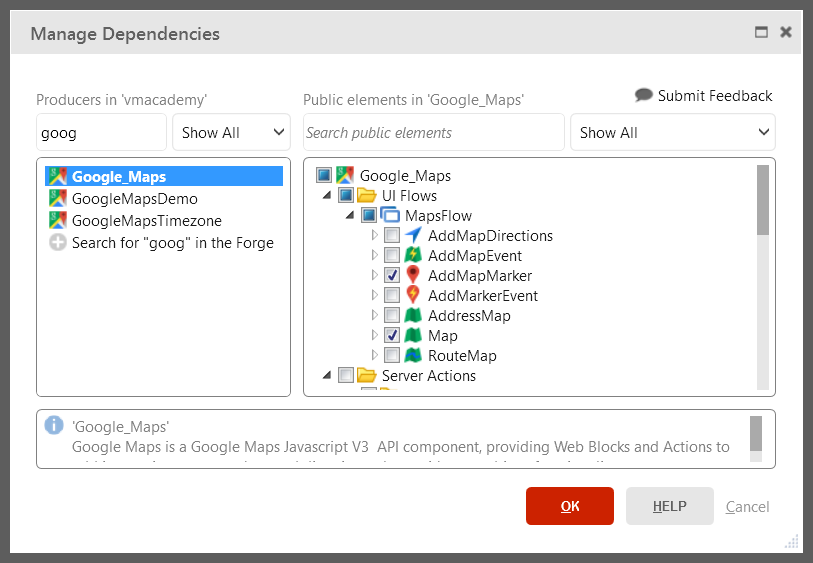 Manage Dependencies
Producers in 'vmacademy'
goog
Show All
Google_Maps
GoogleMapsDemo
GoogleMapsTimezone
Search for "goog" in the Forge
Public elements in 'Google_Maps'
Submit Feedback
Search public elements
Show All
Google_Maps
UI Flows
MapsFlow
AddMapDirections
AddMapEvent
AddMapMarker
AddMarkerEvent
AddressMap
Map
RouteMap
Server Actions
'Google_Maps'
Google Maps is a Google Maps Javascript V3 API component, providing Web Blocks and Actions to
OK
HELP
Cancel